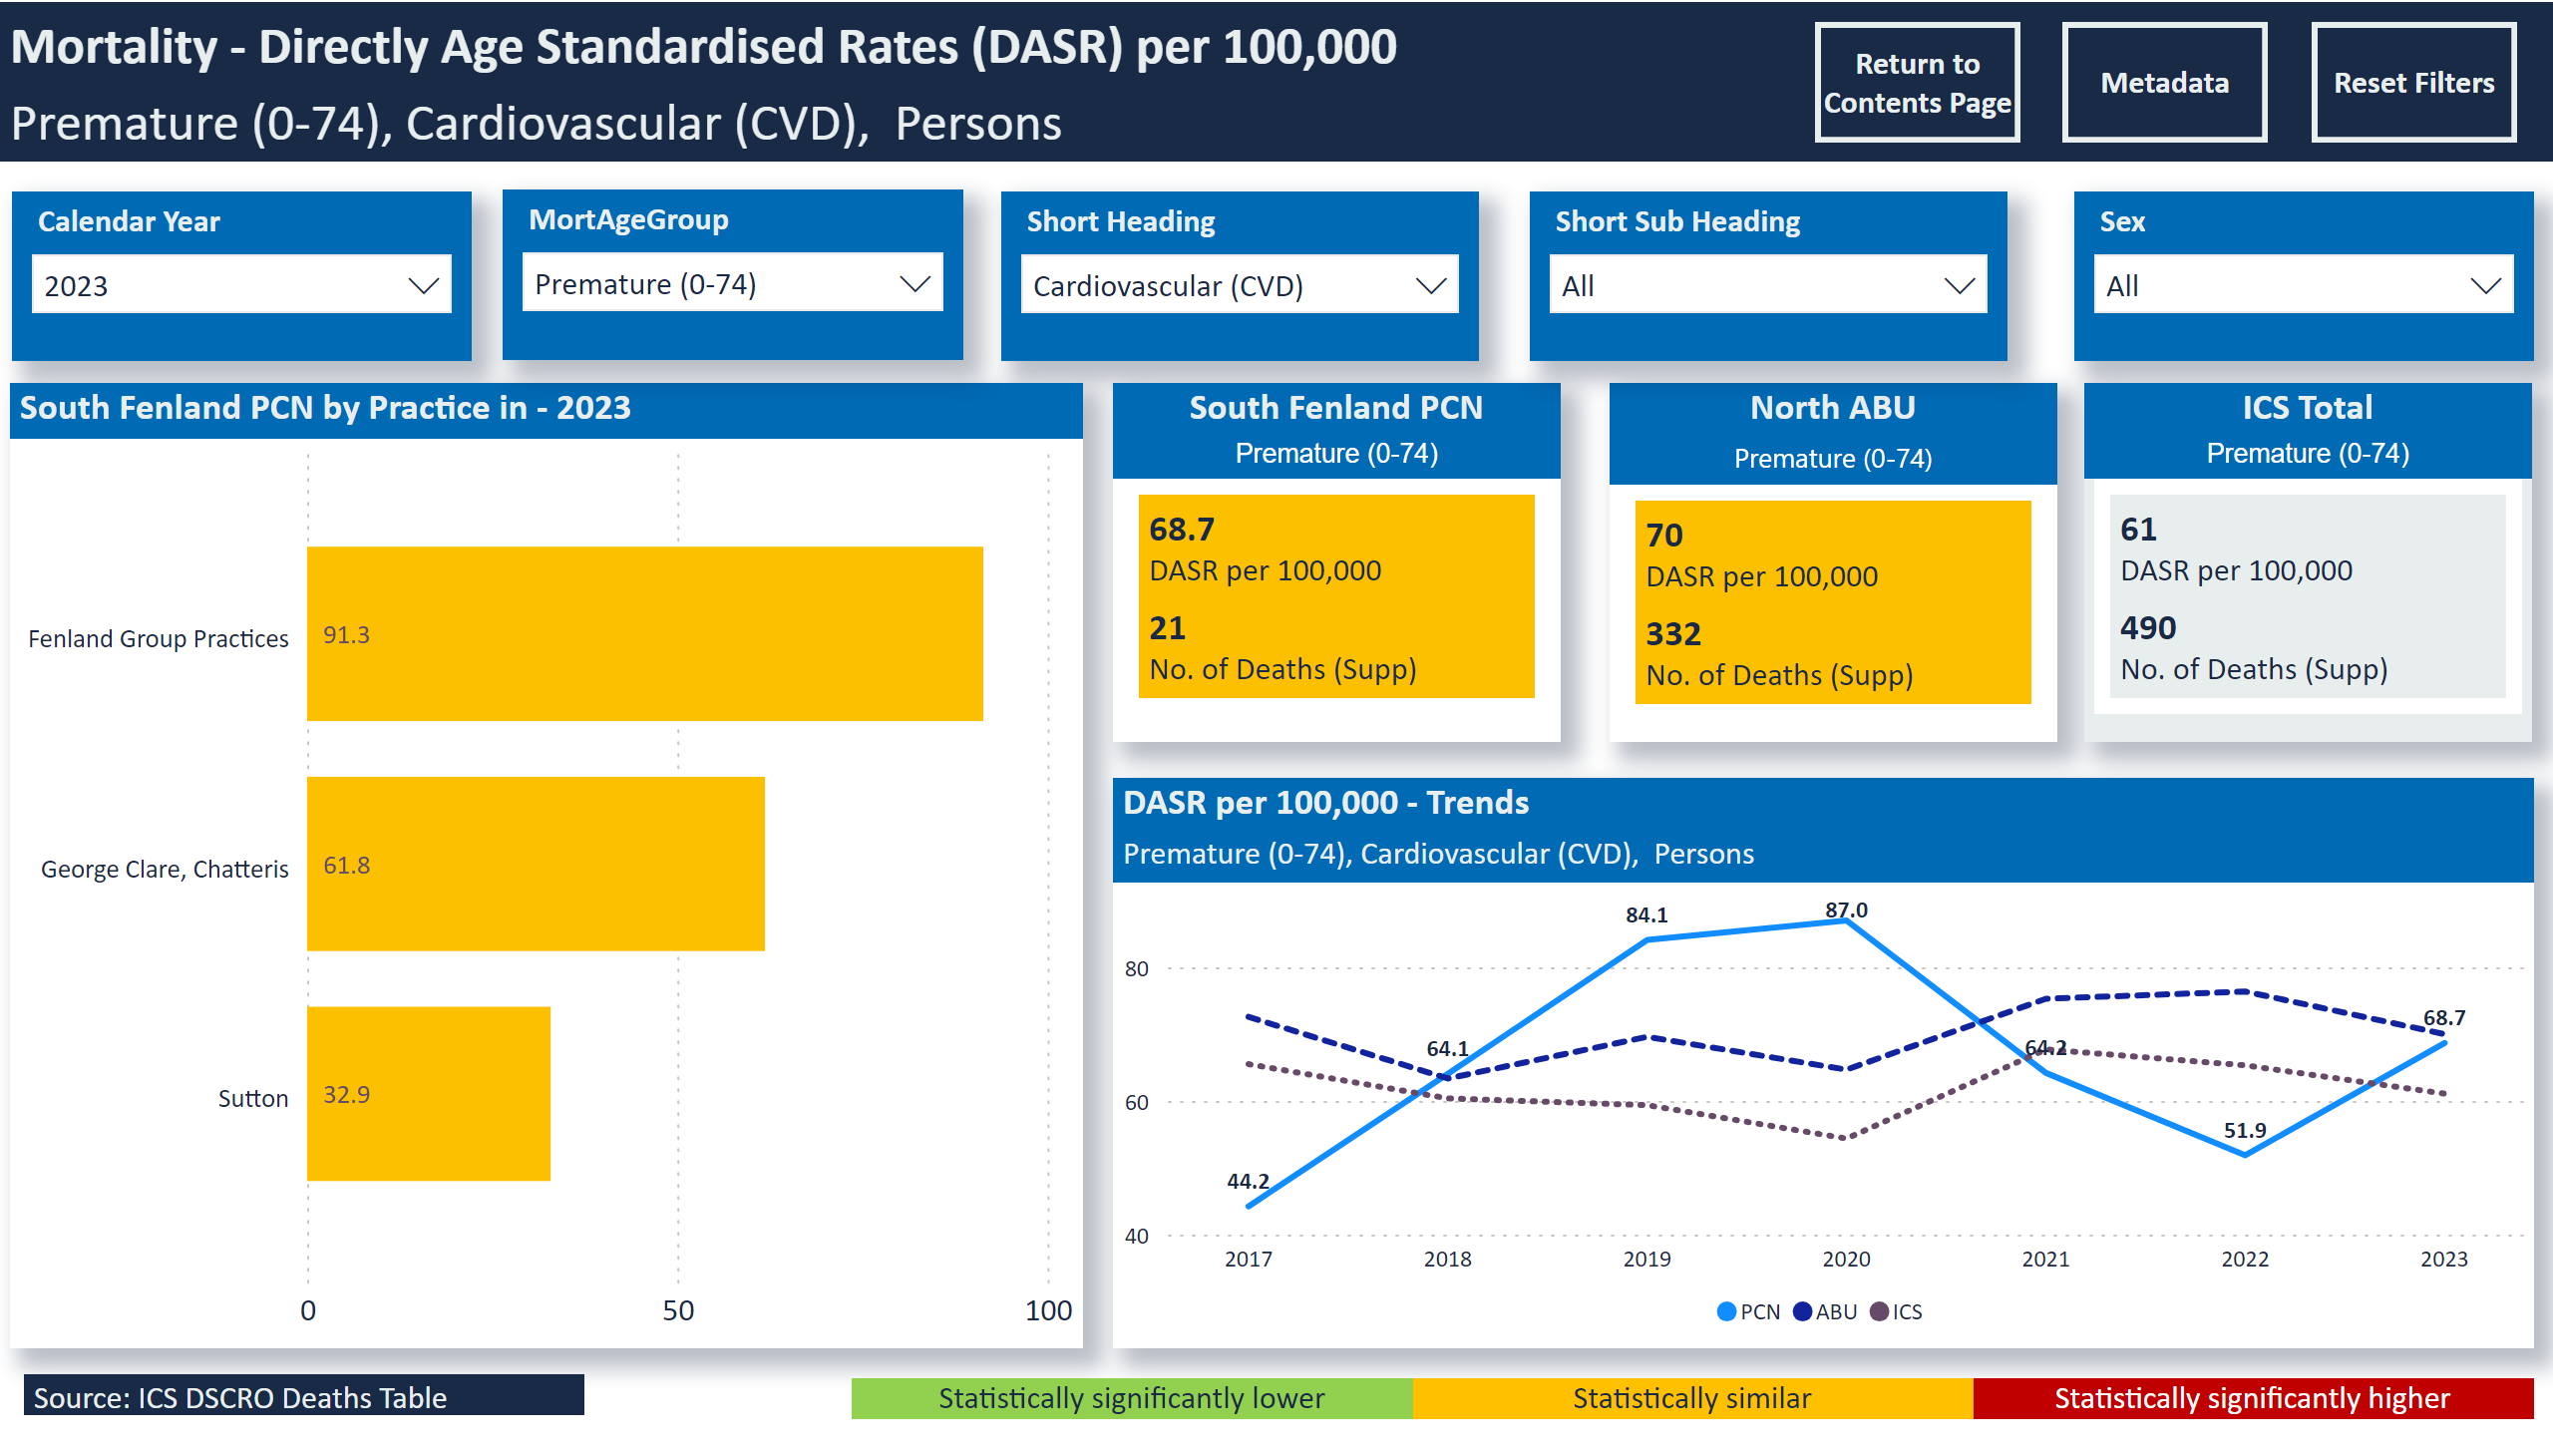 Mortality - Directly Age Standardised Rates (DASR) per 100,000
Premature (0-74), Cardiovascular (CVD), Persons
Return to
Contents Page
Metadata
Reset Filters
Calendar Year
2023
MortAgeGroup
Premature (0-74)
Short Heading
Cardiovascular (CVD)
Short Sub Heading
All
Sex
All
South Fenland PCN by Practice in - 2023
Fenland Group Practices
91.3
George Clare, Chatteris
61.8
Sutton
32.9
0
50
100
South Fenland PCN
Premature (0-74)
68.7
DASR per 100,000
21
No. of Deaths (Supp)
North ABU
Premature (0-74)
70
DASR per 100,000
332
No. of Deaths (Supp)
ICS Total
Premature (0-74)
61
DASR per 100,000
490
No. of Deaths (Supp)
DASR per 100,000 - Trends
Premature (0-74), Cardiovascular (CVD), Persons
80
60
40
44.2
64.1
84.1
87.0
64.2
51.9
68.7
2017
2018
2019
2020
2021
2022
2023
PCN
ABU
ICS
Source: ICS DSCRO Deaths Table
Statistically significantly lower
Statistically similar
Statistically significantly higher